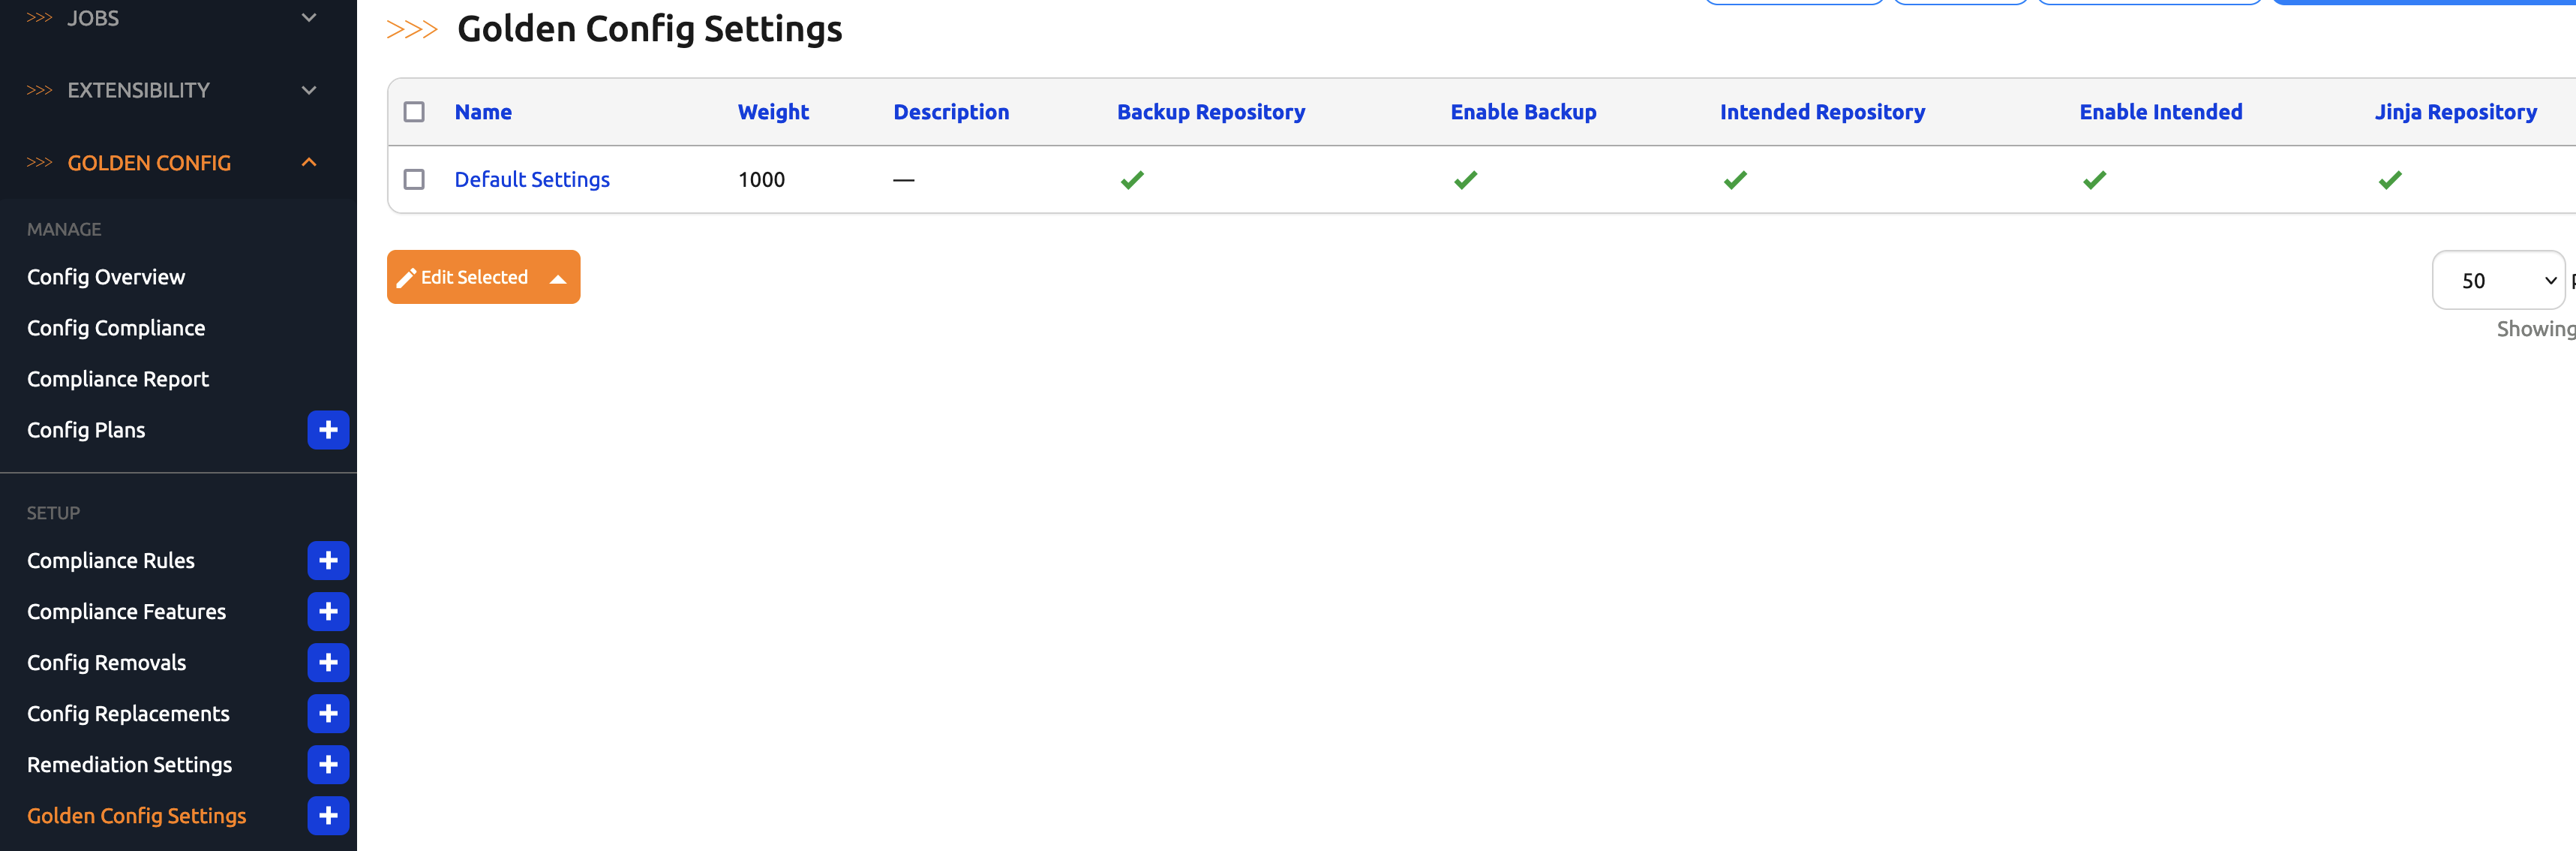 >>> JOBS
>>> EXTENSIBILITY
>>> GOLDEN CONFIG
MANAGE
Config Overview
Config Compliance
Compliance Report
Config Plans
SETUP
Compliance Rules
Compliance Features
Config Removals
Config Replacements
Remediation Settings
Golden Config Settings
>>> Golden Config Settings
Name Weight Description Backup Repository Enable Backup Intended Repository Enable Intended Jinja Repository
Default Settings 1000 —
Edit Selected
50
Showing